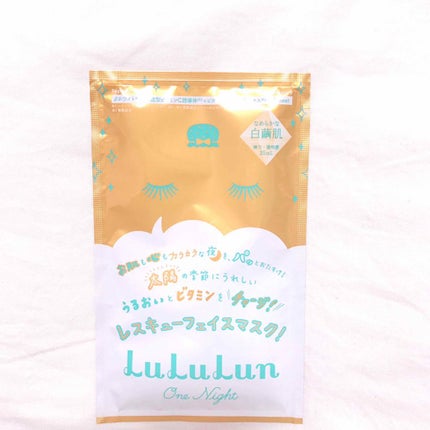 なめらかな
白繭肌
お肌も心もカラカラな夜も、パッとおたすけ!
太陽の季節にうれしい
うるおいとビタミンをチャージ!
レスキューフェイスマスク!
LuLuLun
One Night